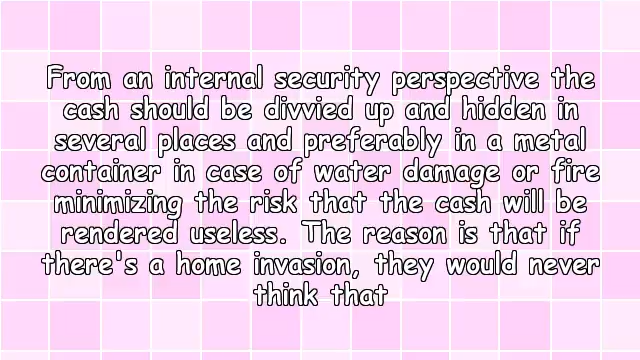 From an internal security perspective the
cash should be divvied up and hidden in
several places and preferably in a metal
container in case of water damage or fire
minimizing the risk that the cash will be
rendered useless. The reason is that if
there's a home invasion, they would never
think that